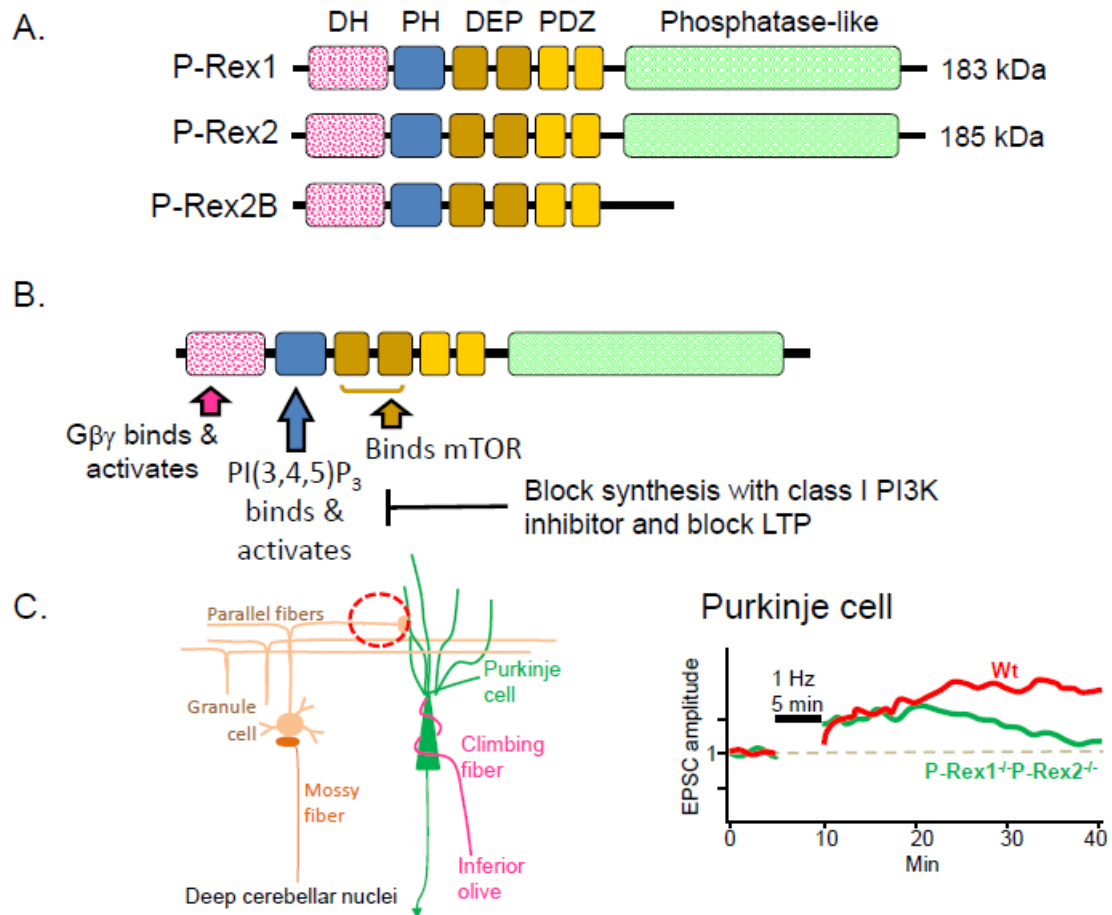 A.
DH PH DEP PDZ Phosphatase-like
P-Rex1 183 kDa
P-Rex2 185 kDa
P-Rex2B
B.
Gβγ binds &
activates
PI(3,4,5)P₃
binds &
activates
Binds mTOR
Block synthesis with class I PI3K
inhibitor and block LTP
C.
Parallel fibers
Granule
cell
Mossy
fiber
Deep cerebellar nuclei
Purkinje
cell
Climbing
fiber
Inferior
olive
Purkinje cell
EPSC amplitude
1
1 Hz
5 min
Wt
P-Rex1⁻/⁻P-Rex2⁻/⁻
0 10 20 30 40
Min